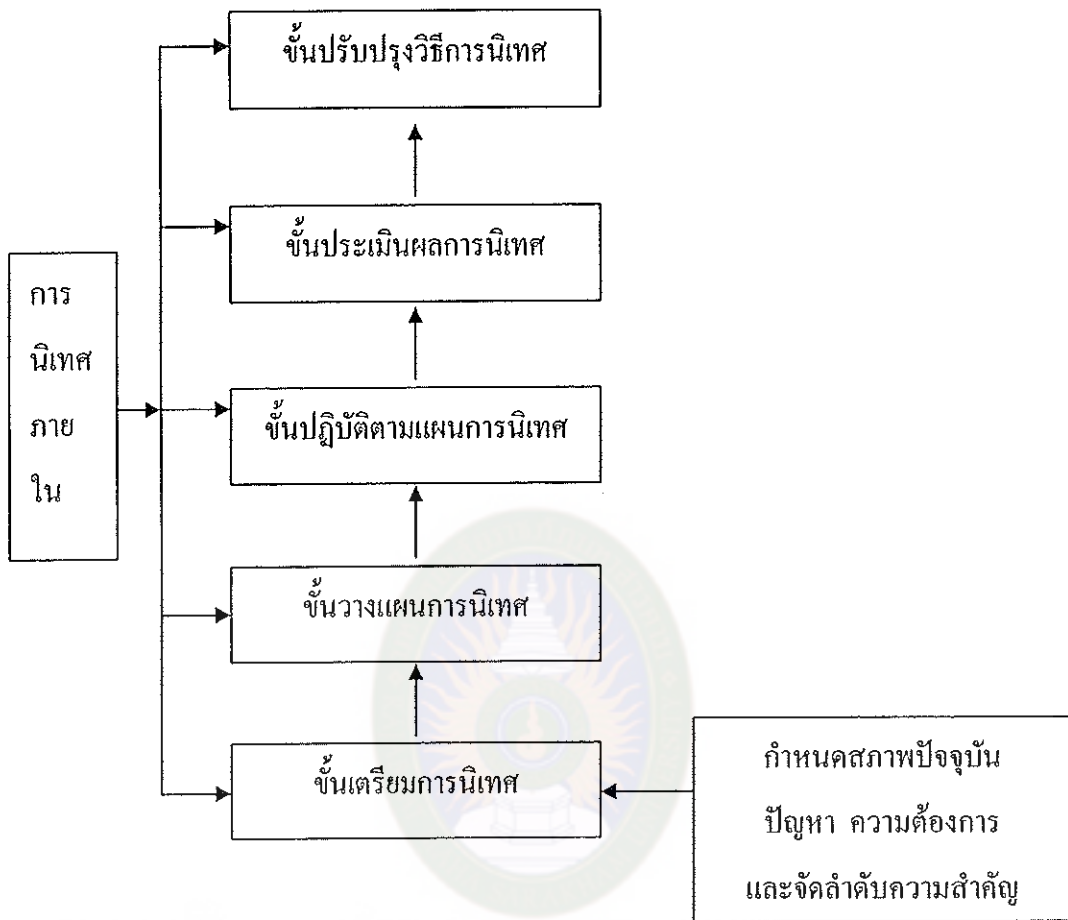 ขั้นปรับปรุงวิธีการนิเทศ
ขั้นประเมินผลการนิเทศ
การ
นิเทศ
ภาย
ใน
ขั้นปฏิบัติตามแผนการนิเทศ
ขั้นวางแผนการนิเทศ
ขั้นเตรียมการนิเทศ
กำหนดสภาพปัจจุบัน
ปัญหา ความต้องการ
และจัดลำดับความสำคัญ